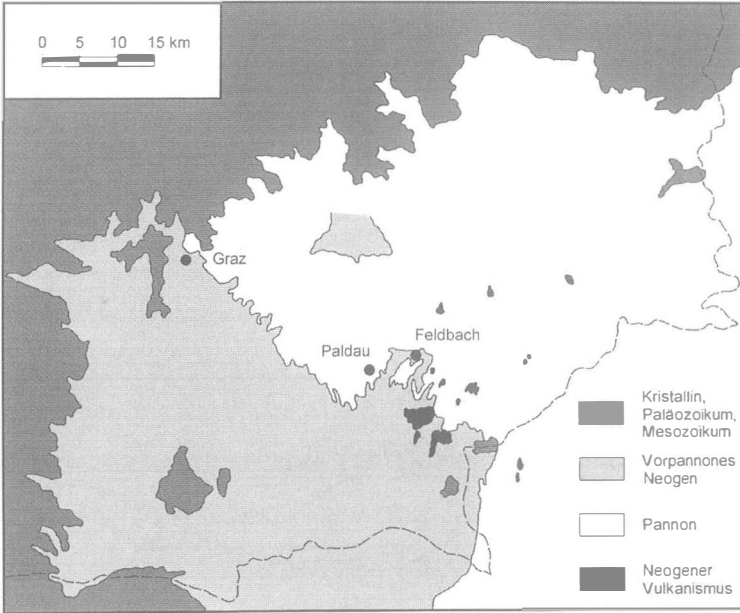 0 5 10 15 km
Graz
Feldbach
Paldau
Kristallin,
Paläozoikum,
Mesozoikum
Vorpannones
Neogen
Pannon
Neogener
Vulkanismus